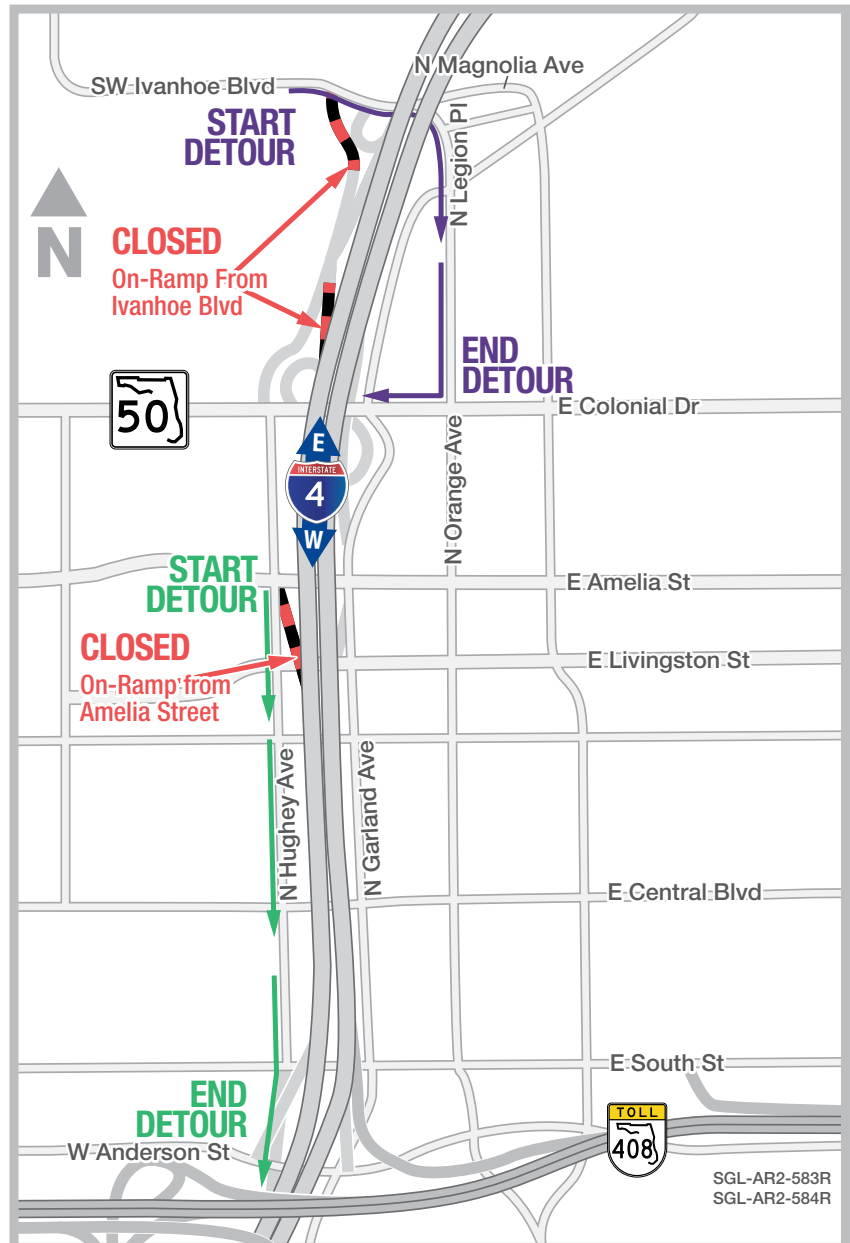 N Magnolia Ave
SW Ivanhoe Blvd
START
DETOUR
N Legion Pl
N
CLOSED
On-Ramp From
Ivanhoe Blvd
END
DETOUR
50
E Colonial Dr
E
INTERSTATE
4
W
N Orange Ave
START
DETOUR
E Amelia St
CLOSED
On-Ramp from
Amelia Street
E Livingston St
N Hughey Ave
N Garland Ave
E Central Blvd
E South St
END
DETOUR
W Anderson St
TOLL
408
SGL-AR2-583R
SGL-AR2-584R